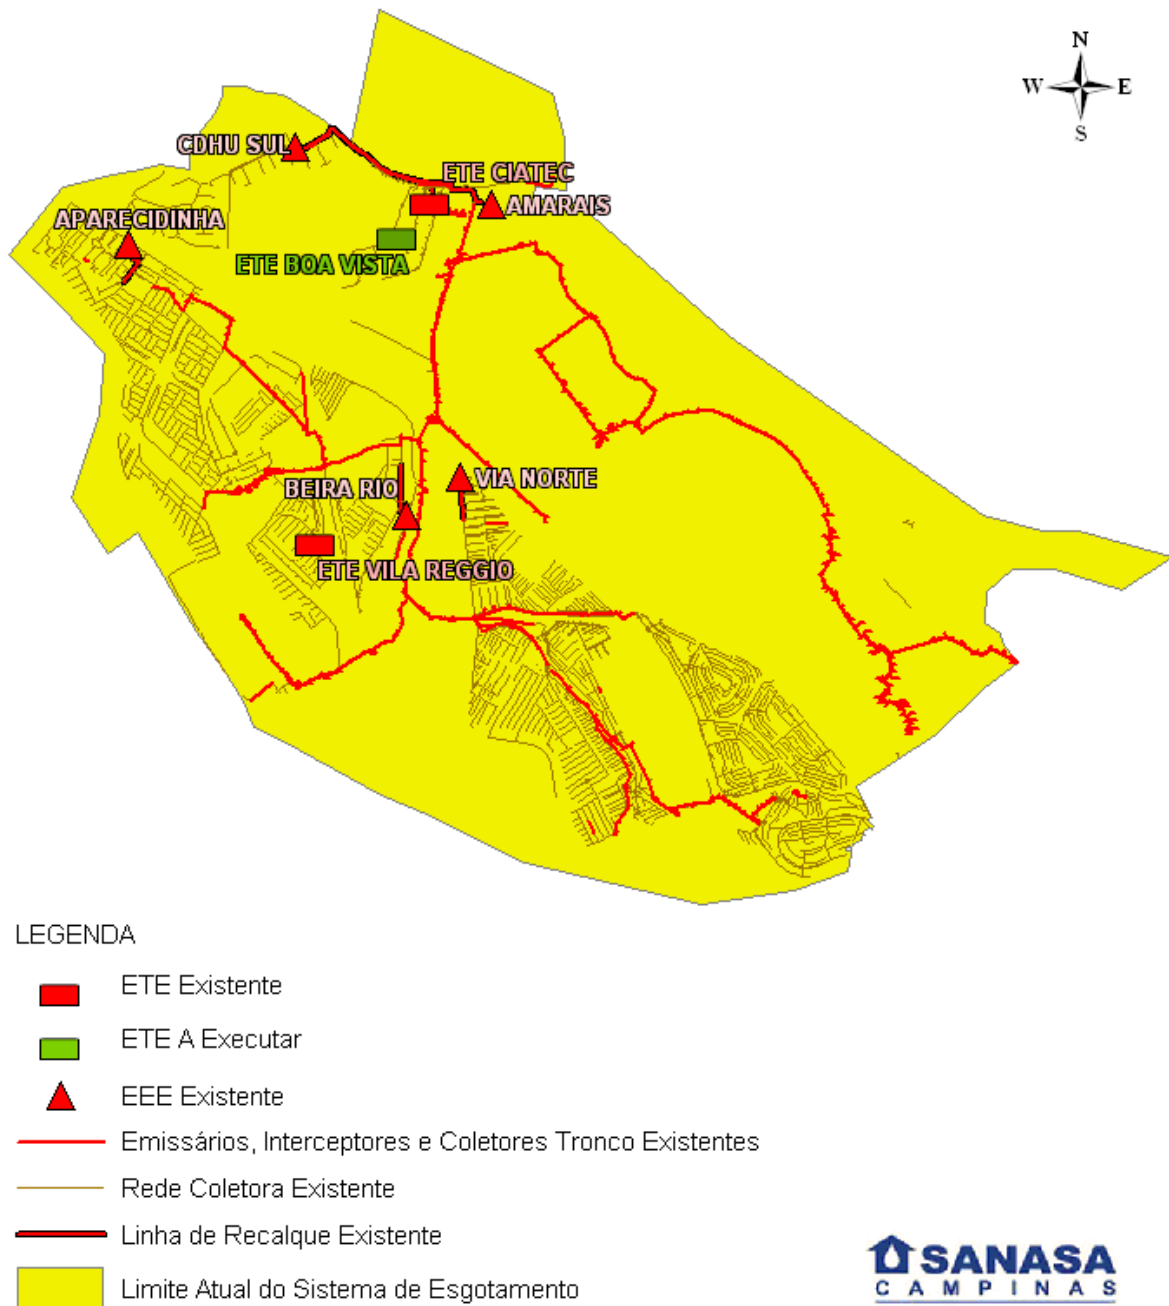 N
W E
S
CDHU SUL
ETE CIATEC
AMARAIS
APARECIDINHA
ETE BOA VISTA
VIA NORTE
BEIRA RIO
ETE VILA REGGIO
LEGENDA
ETE Existente
ETE A Executar
EEE Existente
Emissários, Interceptores e Coletores Tronco Existentes
Rede Coletora Existente
Linha de Recalque Existente
Limite Atual do Sistema de Esgotamento
SANASA
CAMPINAS